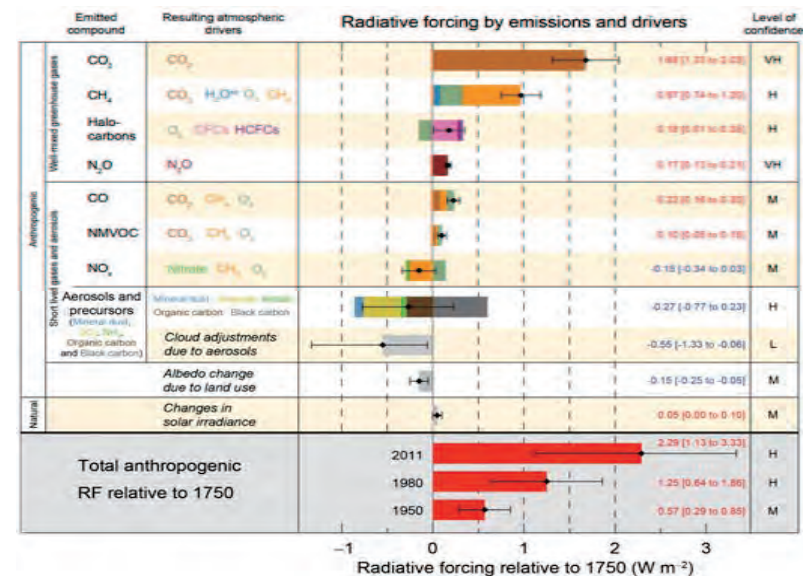 Emitted compound
Resulting atmospheric drivers
Radiative forcing by emissions and drivers
Level of confidence
Anthropogenic
Well-mixed greenhouse gases
CO₂ CO₂ 1.68 [1.33 to 2.03] VH
CH₄ CO₂ H₂Oˢᵗʳ O₃ CH₄ 0.97 [0.74 to 1.20] H
Halo-carbons O₃ CFCs HCFCs 0.18 [0.01 to 0.35] H
N₂O N₂O 0.17 [0.13 to 0.21] VH
Short lived gases and aerosols
CO CO₂ CH₄ O₃ 0.23 [0.16 to 0.30] M
NMVOC CO₂ CH₄ O₃ 0.10 [0.05 to 0.15] M
NOₓ Nitrate CH₄ O₃ -0.15 [-0.34 to 0.03] M
Aerosols and precursors
(Mineral dust,
NH₃,
Organic carbon
and Black carbon)
Mineral dust
Organic carbon Black carbon
-0.27 [-0.77 to 0.23] H
Cloud adjustments due to aerosols -0.55 [-1.33 to -0.06] L
Albedo change due to land use -0.15 [-0.25 to -0.05] M
Natural
Changes in solar irradiance 0.05 [0.00 to 0.10] M
Total anthropogenic
RF relative to 1750
2011 2.29 [1.13 to 3.33] H
1980 1.25 [0.64 to 1.86] H
1950 0.57 [0.29 to 0.85] M
−1 0 1 2 3
Radiative forcing relative to 1750 (W m⁻²)